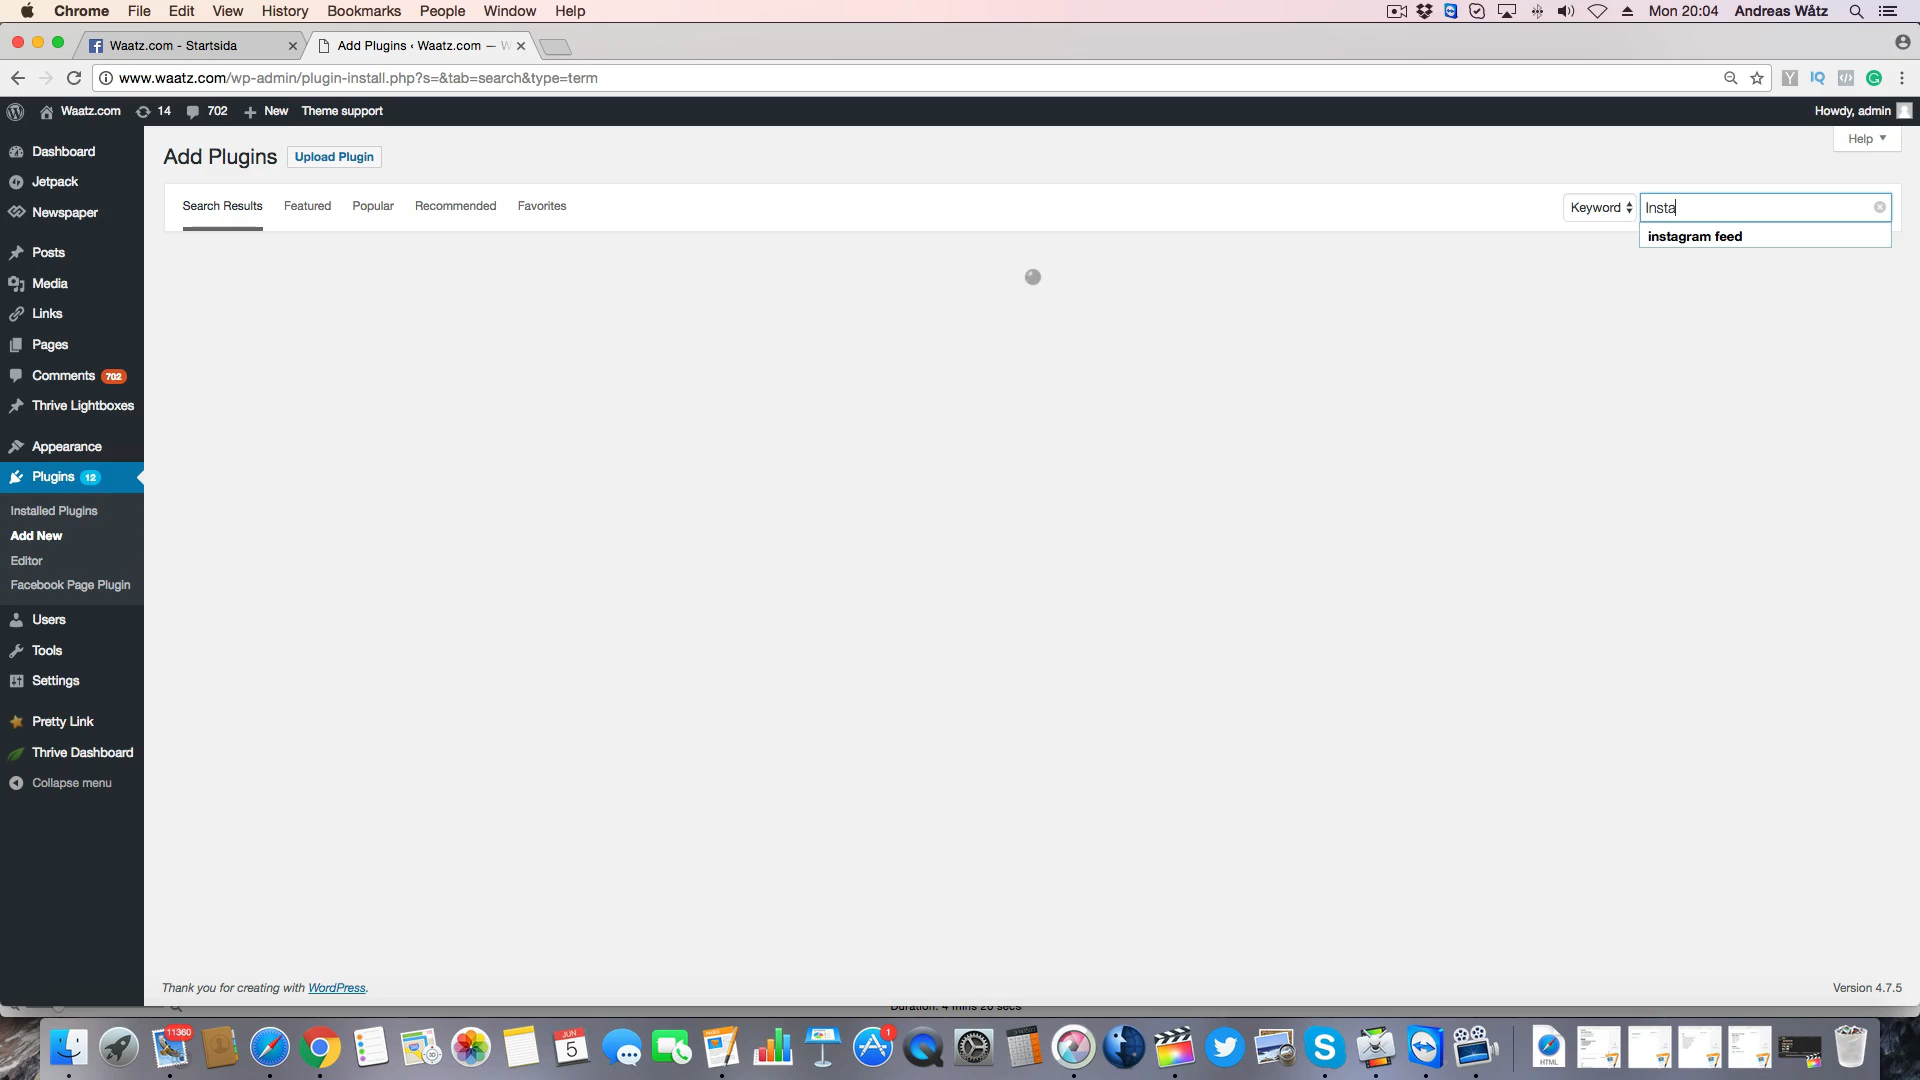 Chrome File Edit View History Bookmarks People Window Help Mon 20:04 Andreas Wåtz
Waatz.com - Startsida
Add Plugins ‹ Waatz.com —
www.waatz.com/wp-admin/plugin-install.php?s=&tab=search&type=term
Waatz.com 14 702 New Theme support Howdy, admin
Help
Add Plugins Upload Plugin
Search Results Featured Popular Recommended Favorites Keyword Insta
instagram feed
Dashboard
Jetpack
Newspaper
Posts
Media
Links
Pages
Comments 702
Thrive Lightboxes
Appearance
Plugins 12
Installed Plugins
Add New
Editor
Facebook Page Plugin
Users
Tools
Settings
Pretty Link
Thrive Dashboard
Collapse menu
Thank you for creating with WordPress. Version 4.7.5
11360
JUN
5
1
30
HTML